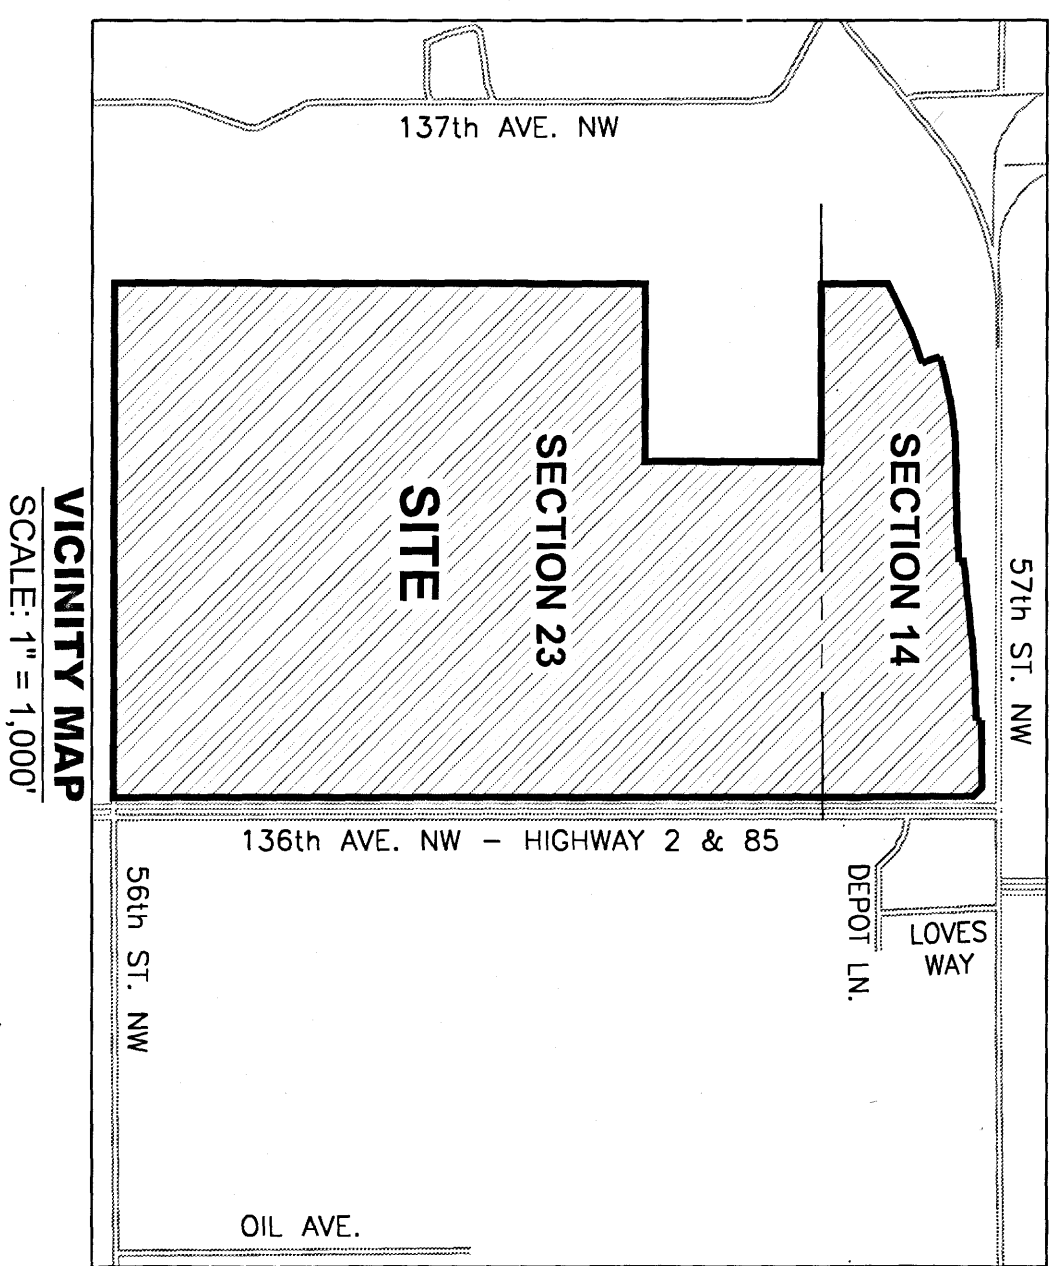 57th ST. NW
SECTION 14
SECTION 23
SITE
137th AVE. NW
136th AVE. NW – HIGHWAY 2 & 85
DEPOT LN.
LOVES
WAY
56th ST. NW
OIL AVE.
VICINITY MAP
SCALE: 1" = 1,000'